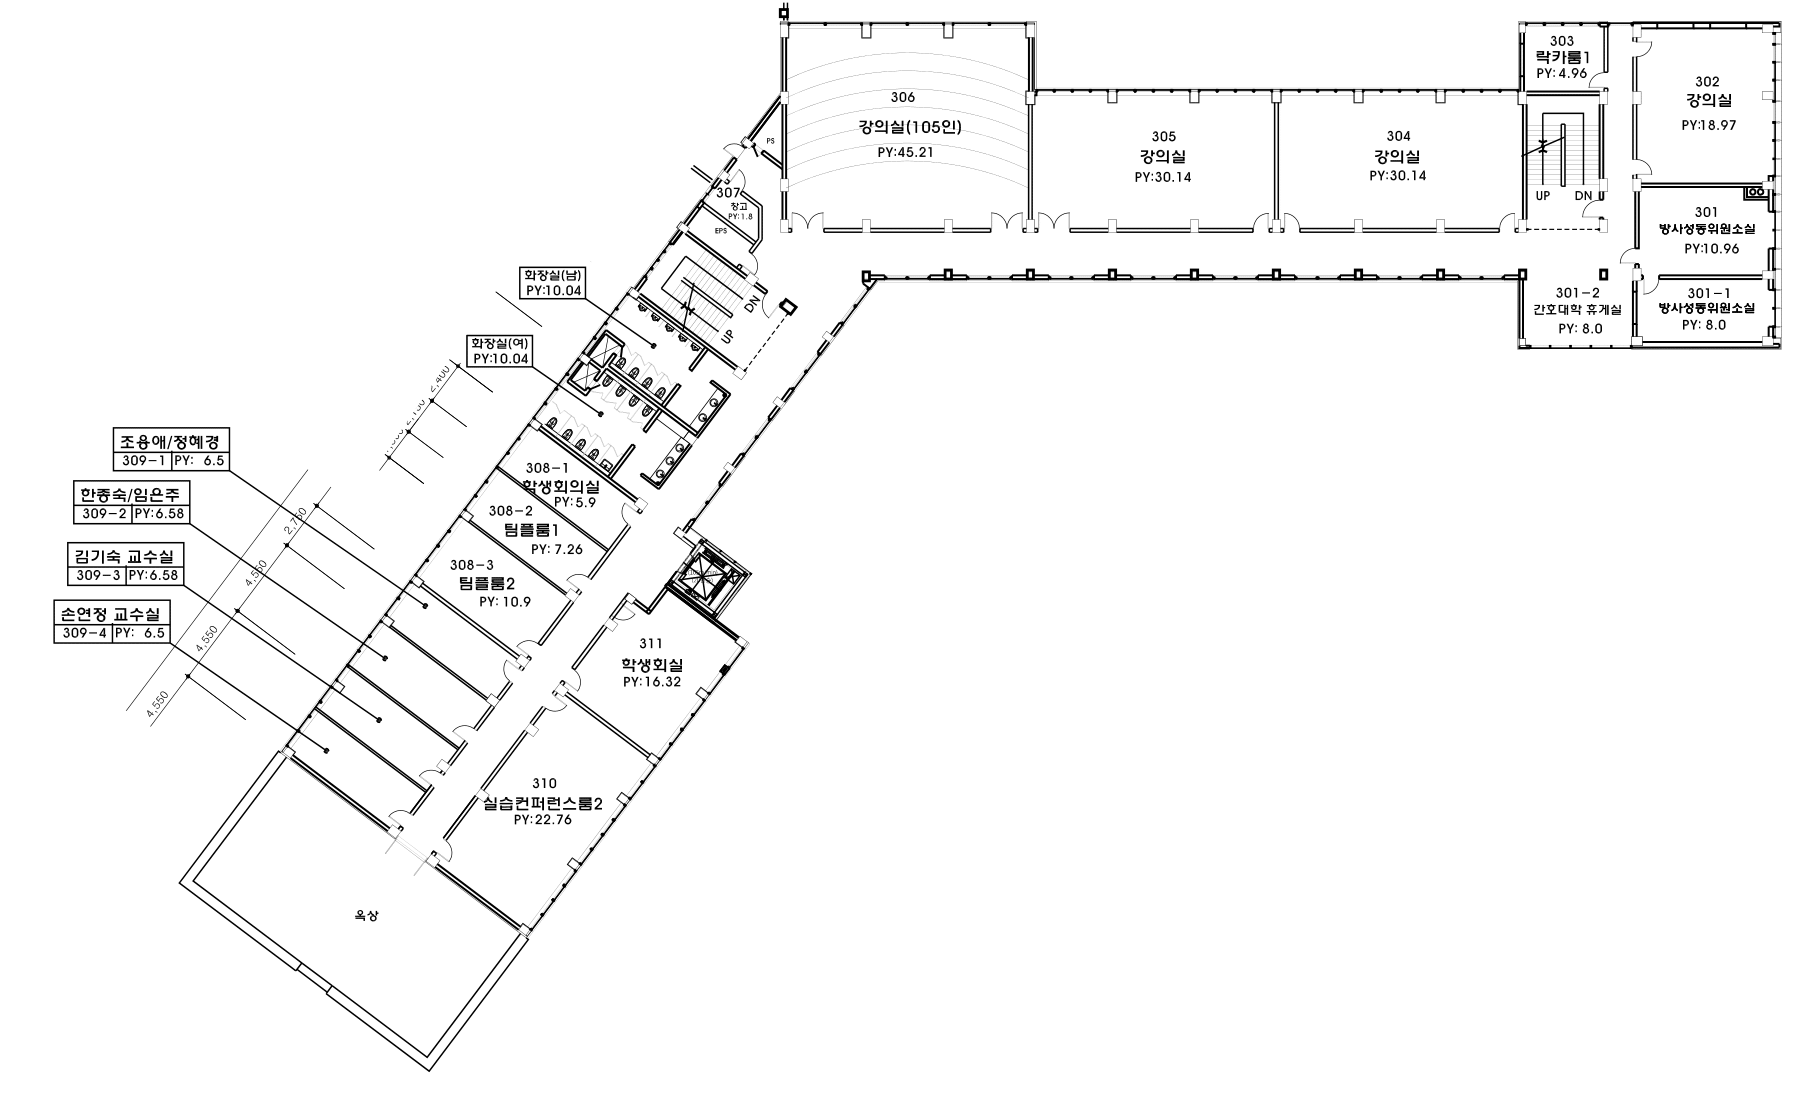 303
락카룸1
PY:4.96
302
강의실
PY:18.97
306
강의실(105인)
PY:45.21
305
강의실
PY:30.14
304
강의실
PY:30.14
PS
307
창고
PY:1.8
EPS
UP DN
301
방사성동위원소실
PY:10.96
301-2
간호대학 휴게실
PY: 8.0
301-1
방사성동위원소실
PY: 8.0
화장실(남)
PY:10.04
DN
UP
화장실(여)
PY:10.04
2,400
조용애/정혜경
309-1 PY: 6.5
308-1
학생회의실
PY:5.9
한종숙/임은주
309-2 PY:6.58
308-2
팀플룸1
PY: 7.26
2,750
김기숙 교수실
309-3 PY:6.58
308-3
팀플룸2
PY: 10.9
4,550
손연정 교수실
309-4 PY: 6.5
4,550
4,550
311
학생회실
PY:16.32
310
실습컨퍼런스룸2
PY:22.76
옥상